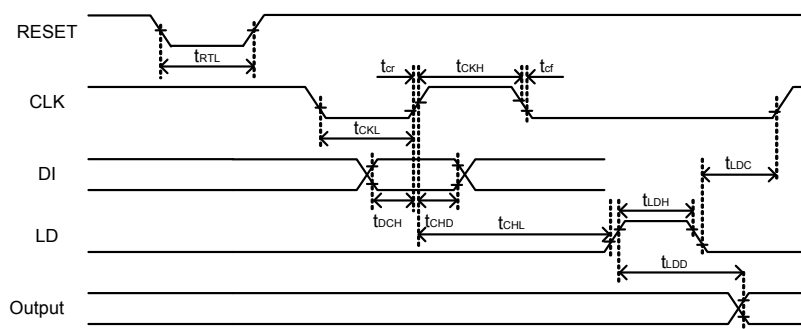 RESET
tRTL
tcr
tCKH
tcf
CLK
tCKL
DI
tLDC
tDCH
tCHD
tLDH
tCHL
LD
tLDD
Output